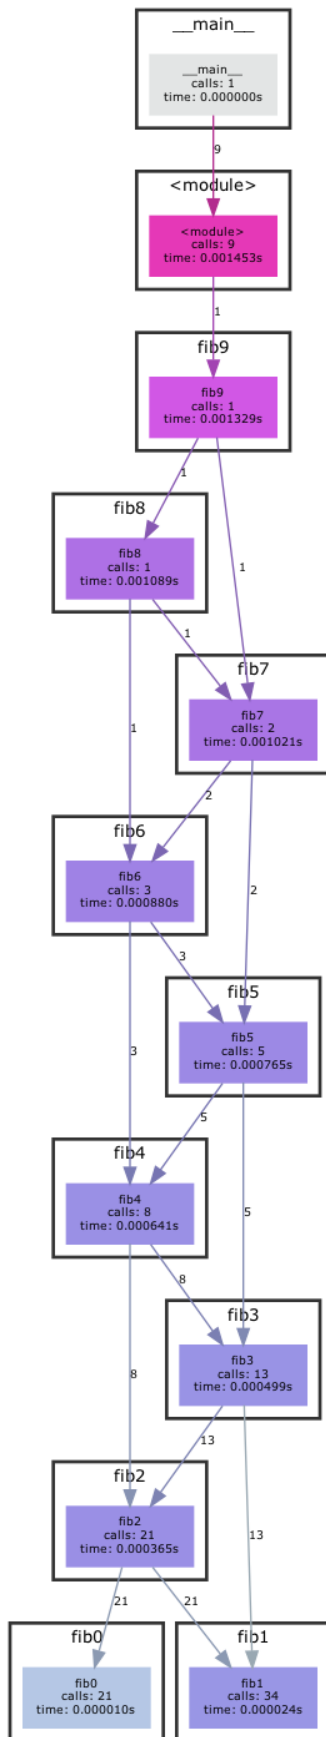 __main__
__main__
calls: 1
time: 0.000000s
9
<module>
<module>
calls: 9
time: 0.001453s
1
fib9
fib9
calls: 1
time: 0.001329s
1
fib8
fib8
calls: 1
time: 0.001089s
1
1
fib7
fib7
calls: 2
time: 0.001021s
1
2
fib6
fib6
calls: 3
time: 0.000880s
2
3
fib5
fib5
calls: 5
time: 0.000765s
3
5
fib4
fib4
calls: 8
time: 0.000641s
5
8
fib3
fib3
calls: 13
time: 0.000499s
8
13
fib2
fib2
calls: 21
time: 0.000365s
13
21
21
fib0
fib0
calls: 21
time: 0.000010s
fib1
fib1
calls: 34
time: 0.000024s